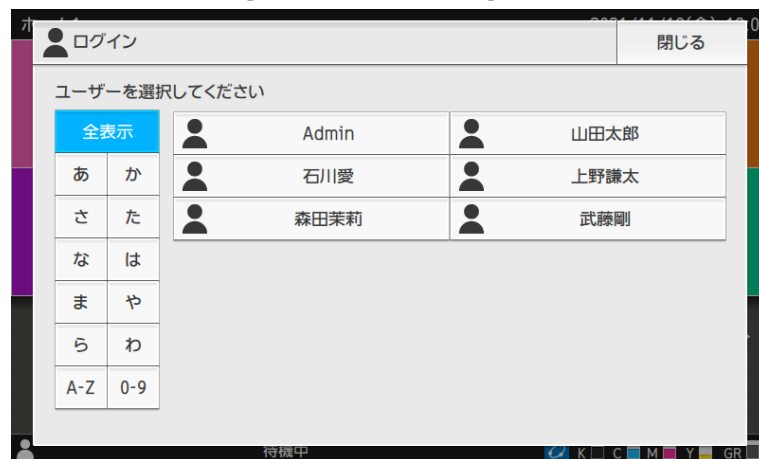 ログイン
閉じる
ユーザーを選択してください
全表示
Admin
山田太郎
あ
か
石川愛
上野謙太
さ
た
森田茉莉
武藤剛
な
は
ま
や
ら
わ
A-Z
0-9
待機中
K C M Y GR